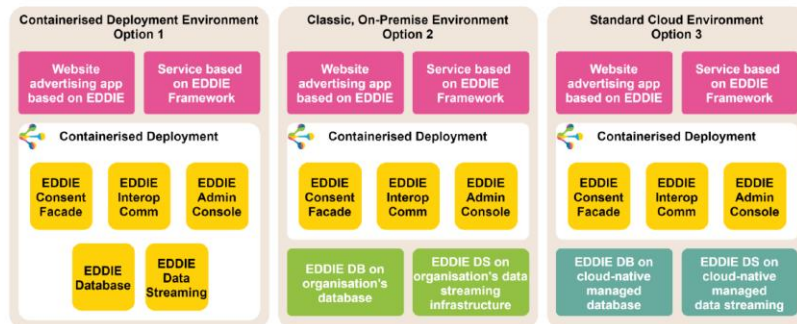 Containerised Deployment Environment
Option 1
Website
advertising app
based on EDDIE
Service based
on EDDIE
Framework
Containerised Deployment
EDDIE
Consent
Facade
EDDIE
Interop
Comm
EDDIE
Admin
Console
EDDIE
Database
EDDIE
Data
Streaming
Classic, On-Premise Environment
Option 2
Website
advertising app
based on EDDIE
Service based
on EDDIE
Framework
Containerised Deployment
EDDIE
Consent
Facade
EDDIE
Interop
Comm
EDDIE
Admin
Console
EDDIE DB on
organisation's
database
EDDIE DS on
organisation's data
streaming
infrastructure
Standard Cloud Environment
Option 3
Website
advertising app
based on EDDIE
Service based
on EDDIE
Framework
Containerised Deployment
EDDIE
Consent
Facade
EDDIE
Interop
Comm
EDDIE
Admin
Console
EDDIE DB on
cloud-native
managed
database
EDDIE DS on
cloud-native
managed
data streaming